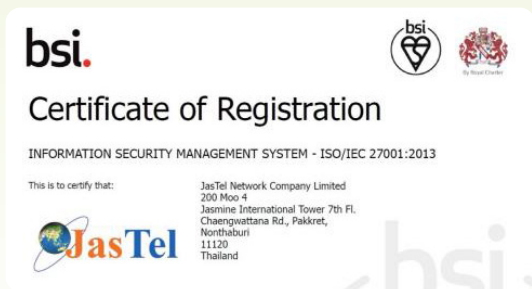 bsi.
bsi
By Royal Charter
Certificate of Registration
INFORMATION SECURITY MANAGEMENT SYSTEM - ISO/IEC 27001:2013
This is to certify that:
JasTel Network Company Limited
200 Moo 4
Jasmine International Tower 7th Fl.
Chaengwattana Rd., Pakkret,
Nonthaburi
11120
Thailand
JasTel
bsi